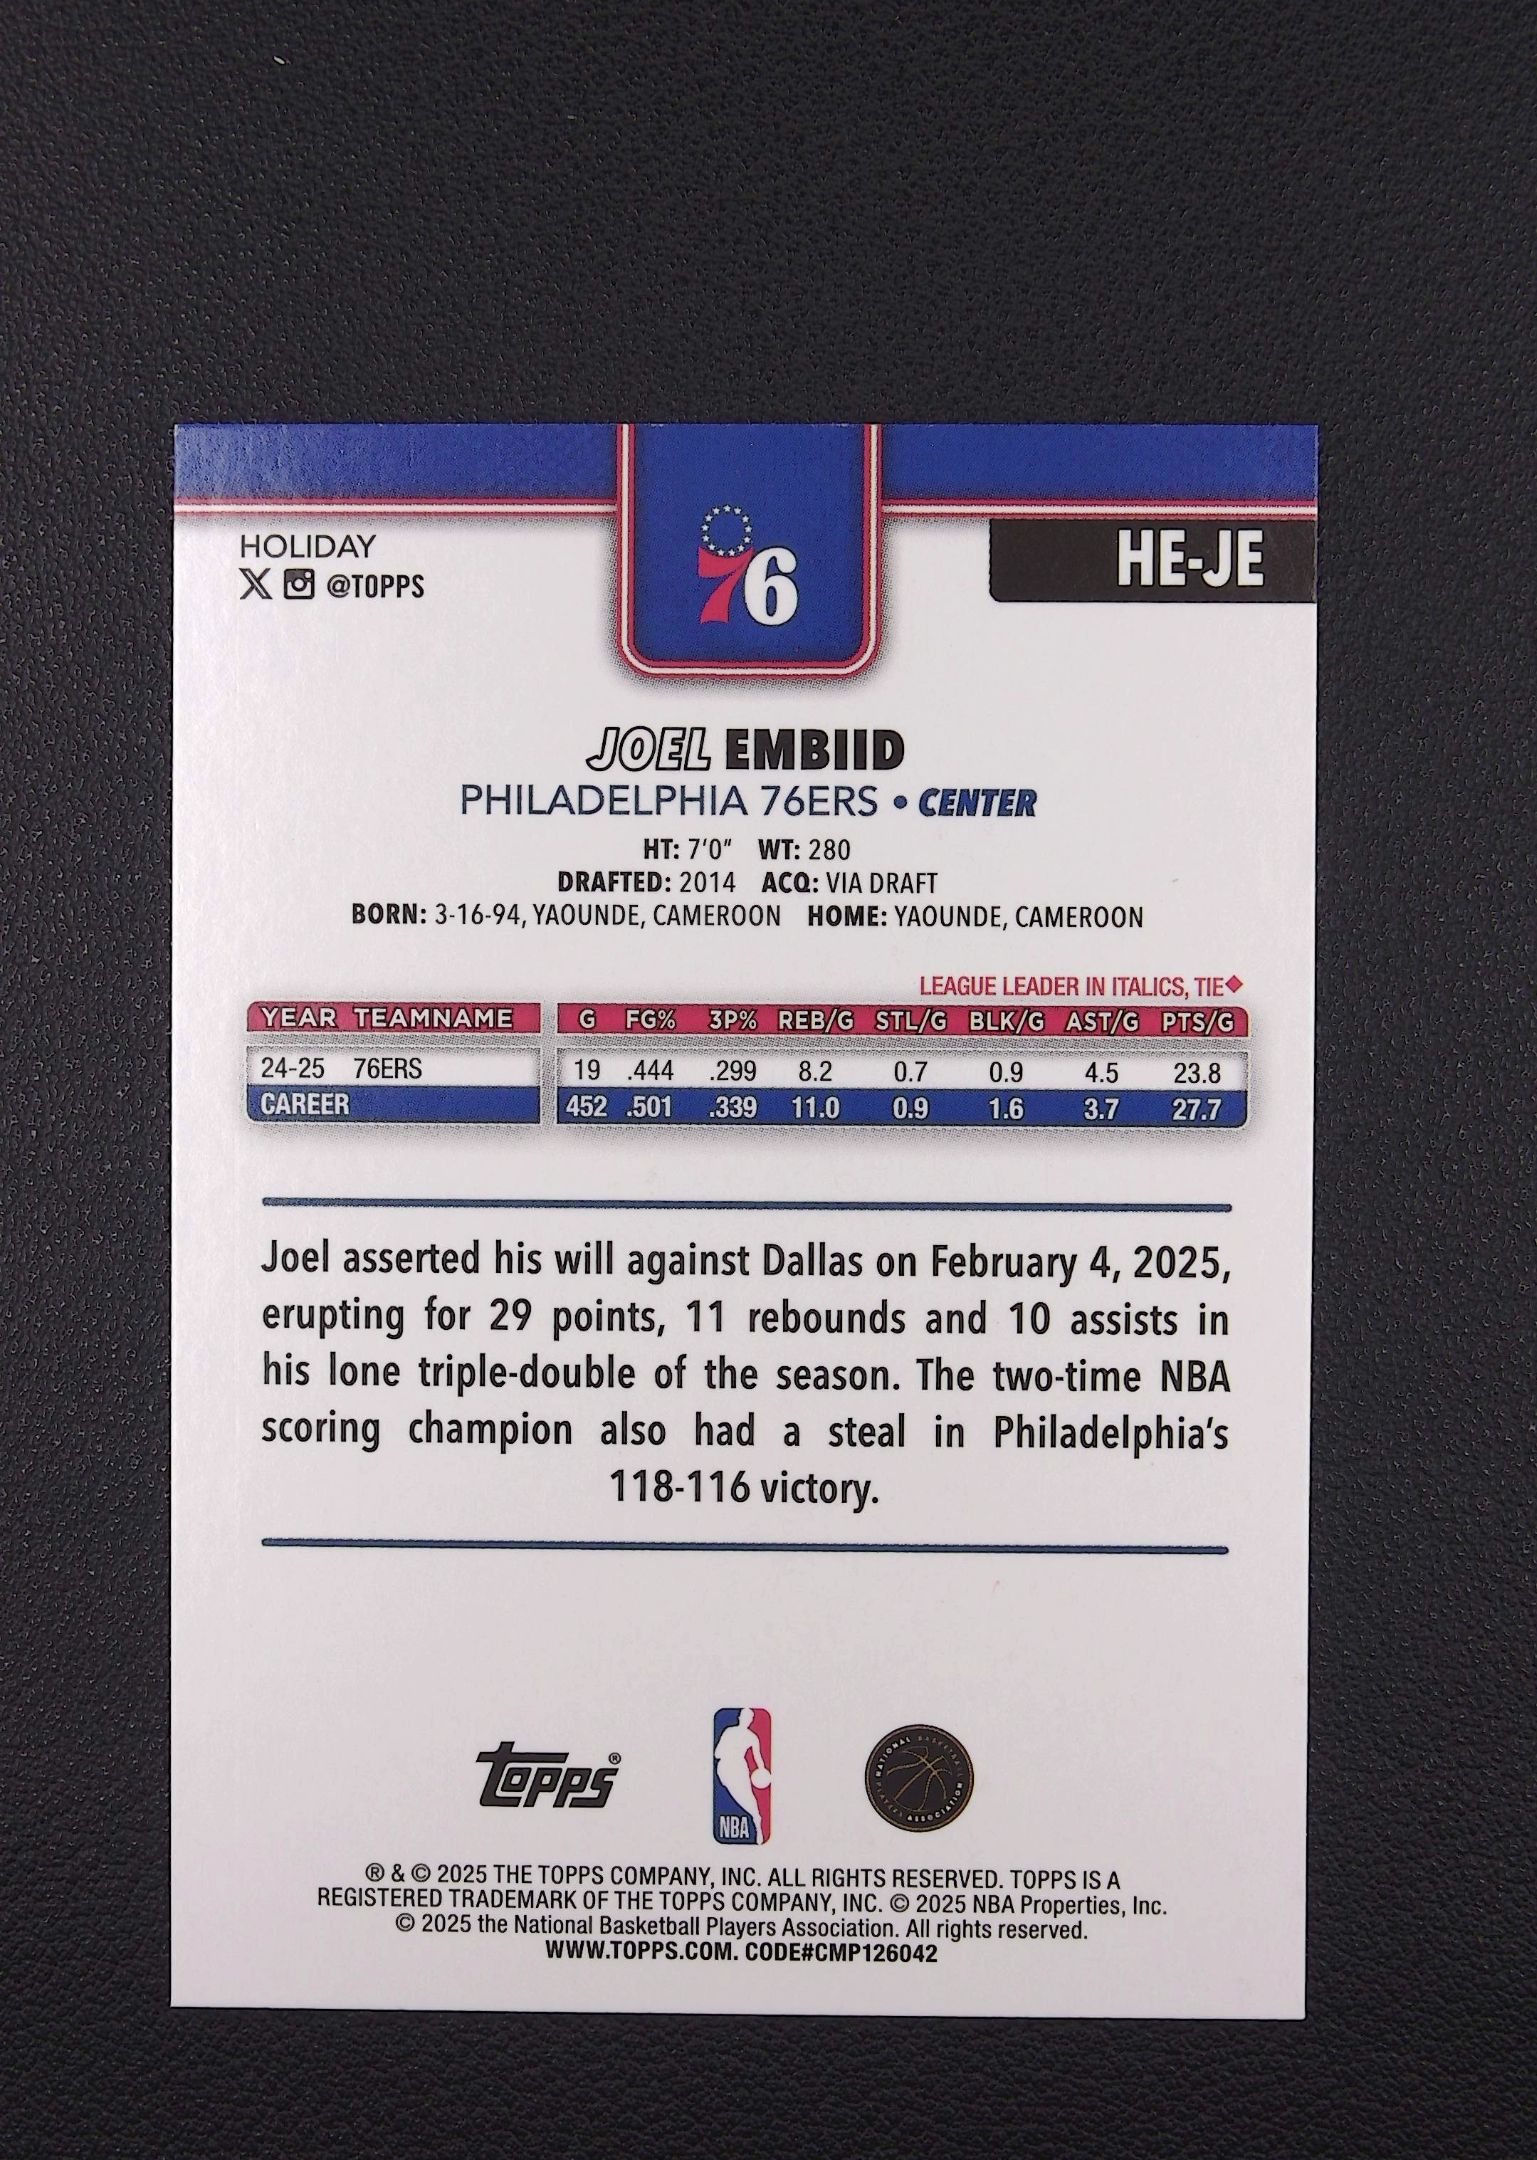 HOLIDAY
@TOPPS
76
HE-JE
JOEL EMBIID
PHILADELPHIA 76ERS • CENTER
HT: 7'0" WT: 280
DRAFTED: 2014 ACQ: VIA DRAFT
BORN: 3-16-94, YAOUNDE, CAMEROON HOME: YAOUNDE, CAMEROON
LEAGUE LEADER IN ITALICS, TIE◆
YEAR TEAMNAME G FG% 3P% REB/G STL/G BLK/G AST/G PTS/G
24-25 76ERS 19 .444 .299 8.2 0.7 0.9 4.5 23.8
CAREER 452 .501 .339 11.0 0.9 1.6 3.7 27.7
Joel asserted his will against Dallas on February 4, 2025,
erupting for 29 points, 11 rebounds and 10 assists in
his lone triple-double of the season. The two-time NBA
scoring champion also had a steal in Philadelphia's
118-116 victory.
topps®
NBA
NATIONAL BASKETBALL PLAYERS ASSOCIATION
® & © 2025 THE TOPPS COMPANY, INC. ALL RIGHTS RESERVED. TOPPS IS A
REGISTERED TRADEMARK OF THE TOPPS COMPANY, INC. © 2025 NBA Properties, Inc.
© 2025 the National Basketball Players Association. All rights reserved.
WWW.TOPPS.COM. CODE#CMP126042